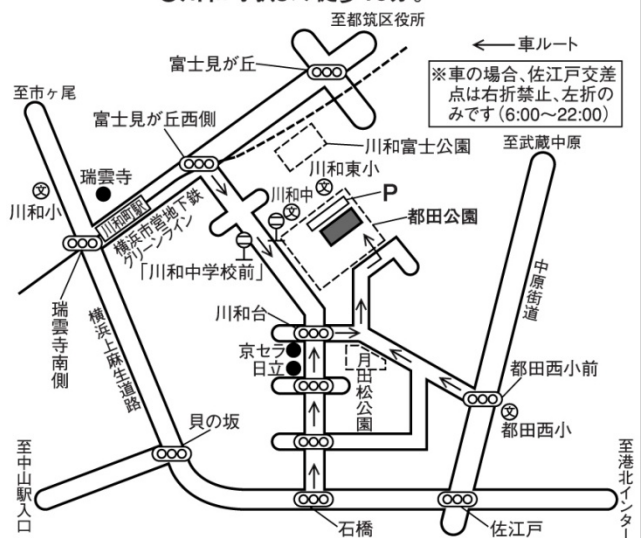 至都筑区役所
←車ルート
富士見が丘
※車の場合、佐江戸交差
点は右折禁止、左折の
みです(6:00～22:00)
至市ヶ尾
富士見が丘西側
川和富士公園
至武蔵中原
瑞雲寺
川和東小
文
川和小
川和中
文
P
都田公園
川和町駅
横浜市営地下鉄
グリーンライン
「川和中学校前」
中原街道
川和台
瑞雲寺南側
横浜上麻生道路
京セラ
日立
月出松公園
都田西小前
文
都田西小
貝の坂
至中山駅入口
石橋
佐江戸
至港北インター